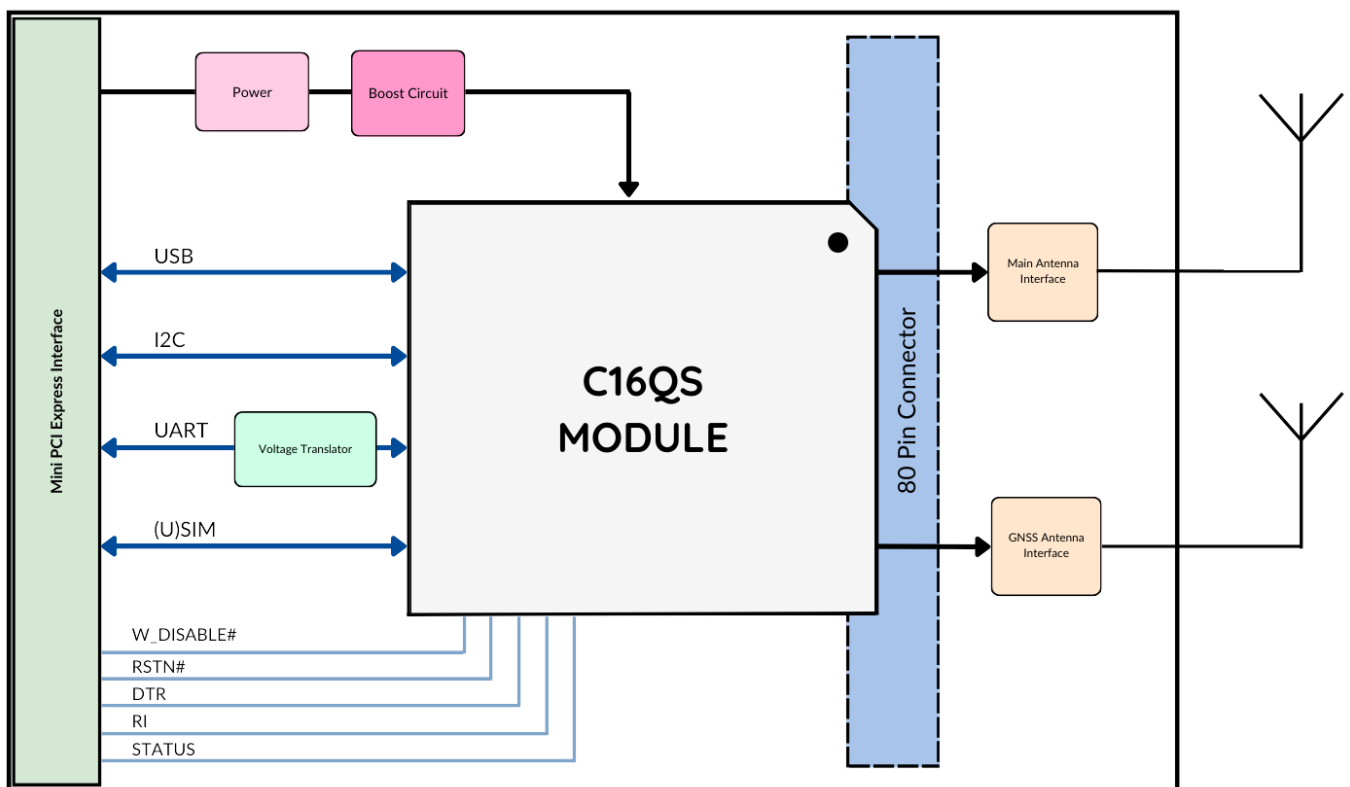 Power
Boost Circuit
Mini PCI Express Interface
USB
I2C
UART
Voltage Translator
(U)SIM
C16QS
MODULE
80 Pin Connector
Main Antenna
Interface
GNSS Antenna
Interface
W_DISABLE#
RSTN#
DTR
RI
STATUS